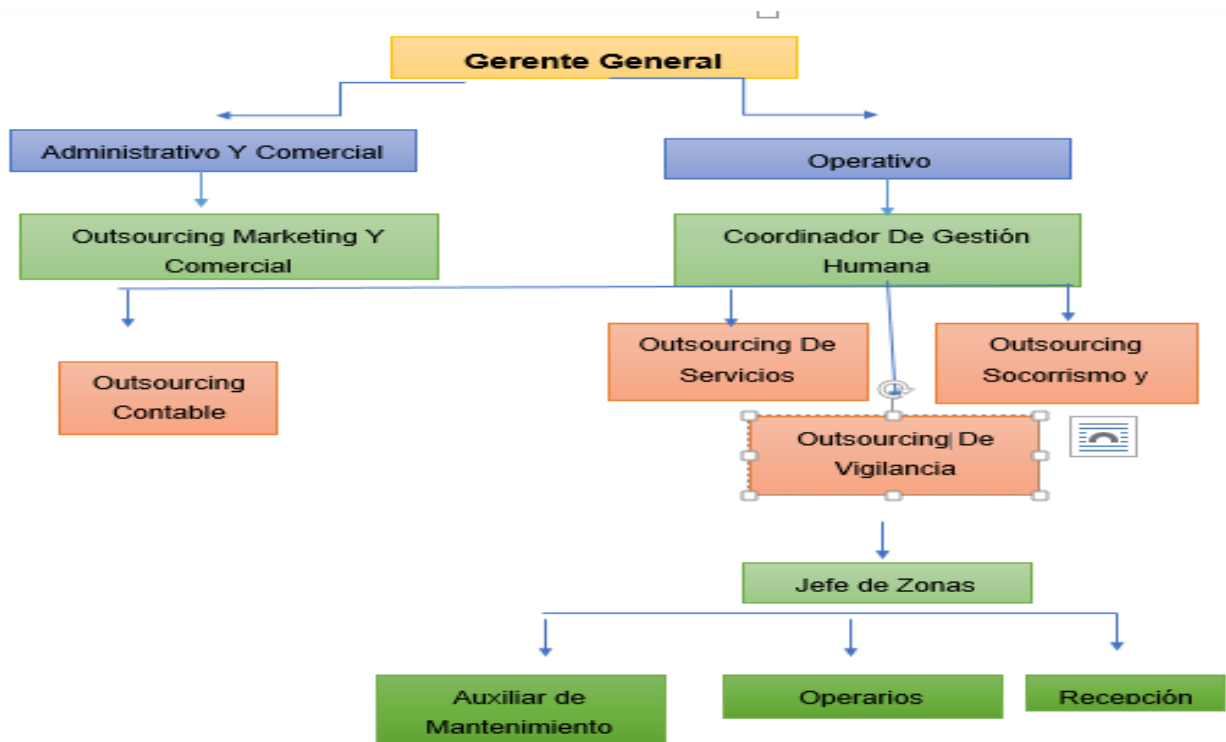 Gerente General
Administrativo Y Comercial
Operativo
Outsourcing Marketing Y
Comercial
Coordinador De Gestión
Humana
Outsourcing
Contable
Outsourcing De
Servicios
Outsourcing
Socorrismo y
Outsourcing De
Vigilancia
Jefe de Zonas
Auxiliar de
Mantenimiento
Operarios
Recepción